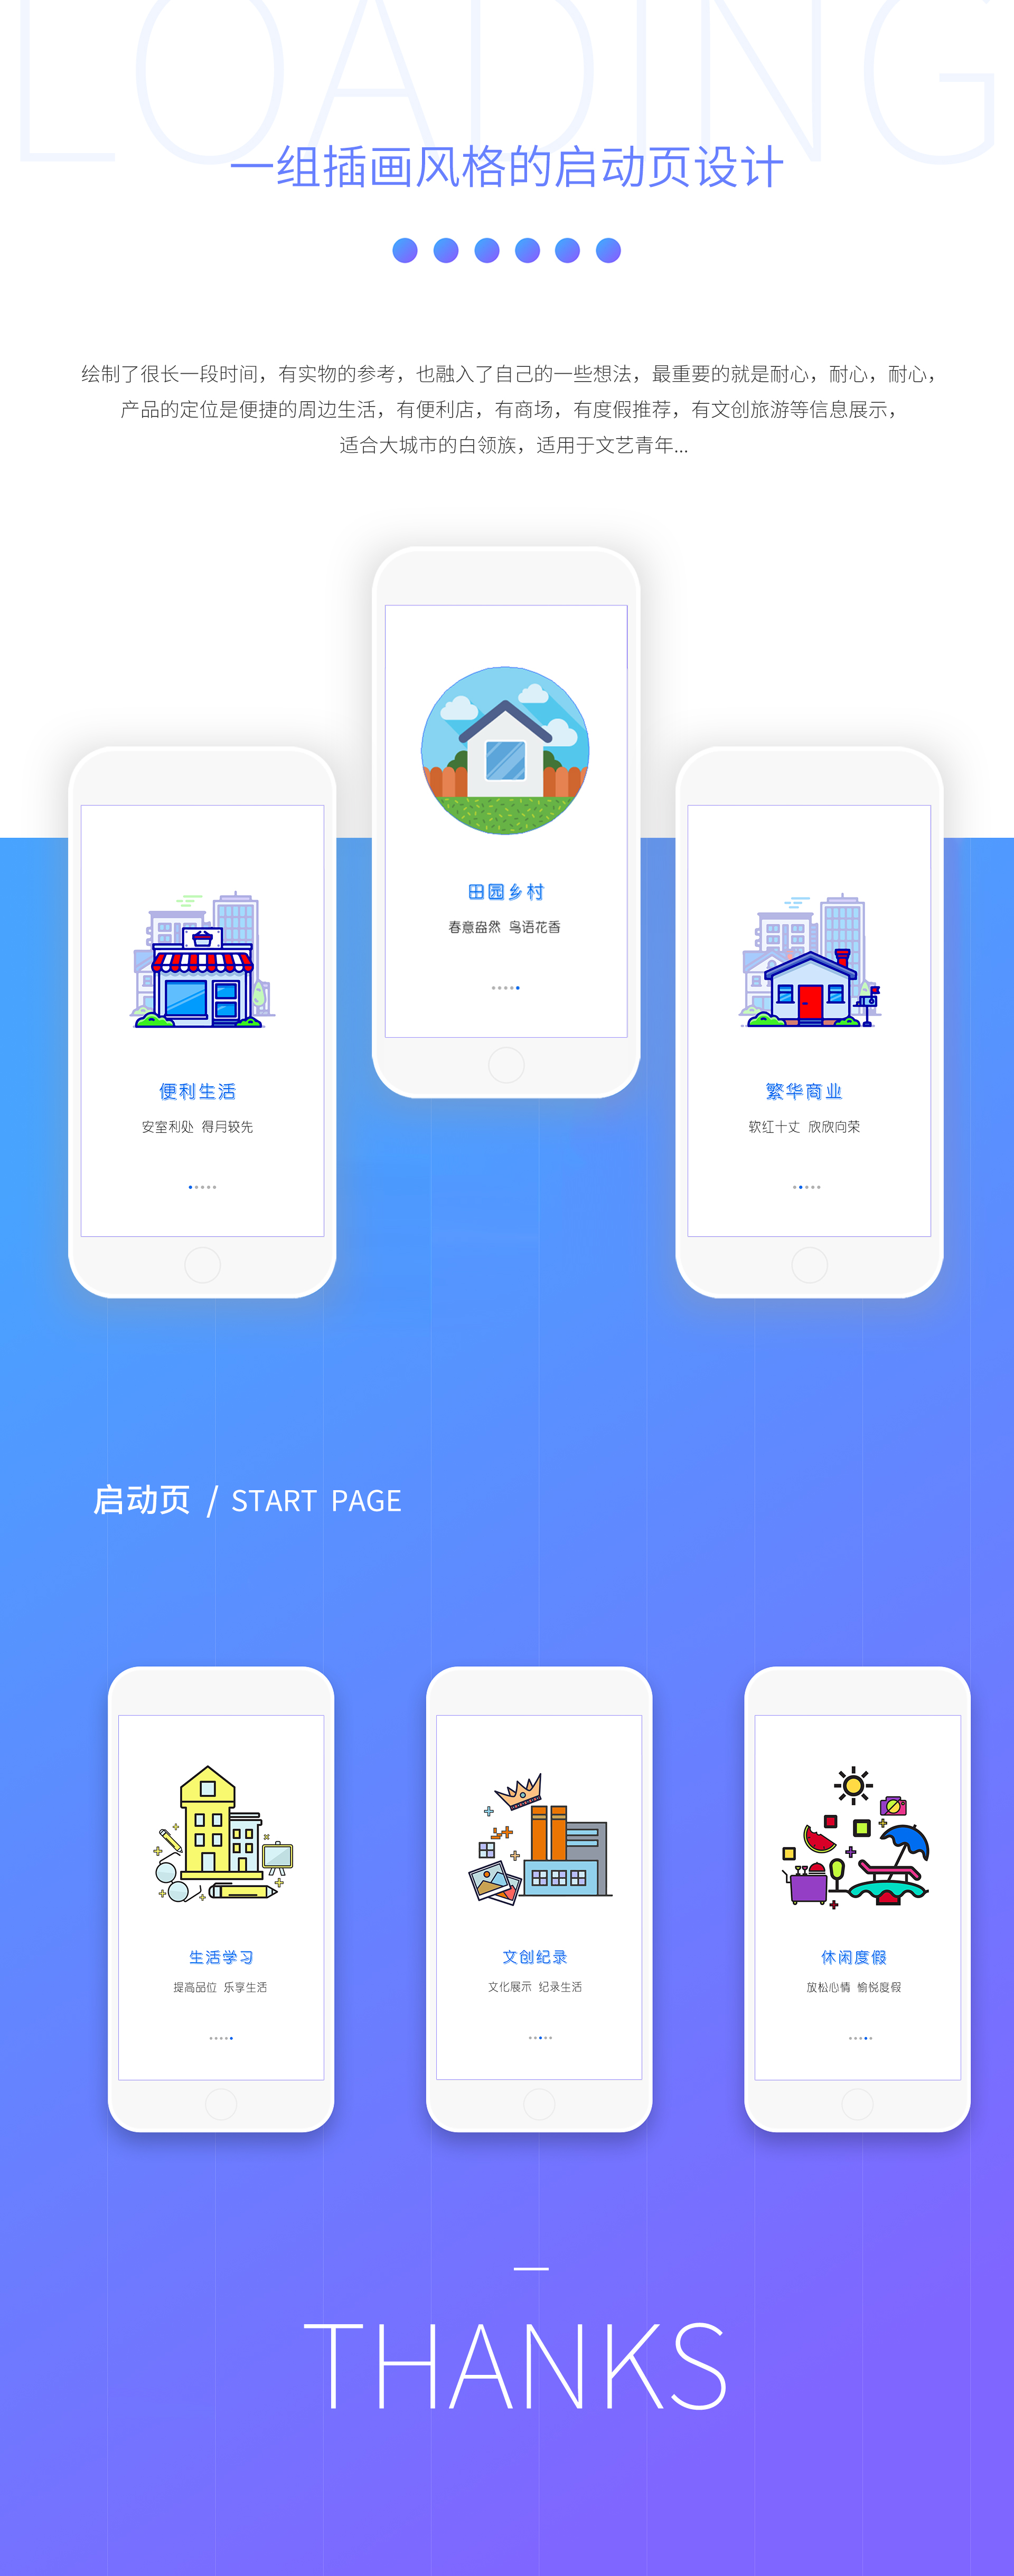 LOADING
一组插画风格的启动页设计
绘制了很长一段时间，有实物的参考，也融入了自己的一些想法，最重要的就是耐心，耐心，耐心，
产品的定位是便捷的周边生活，有便利店，有商场，有度假推荐，有文创旅游等信息展示，
适合大城市的白领族，适用于文艺青年...
田园乡村
春意盎然 鸟语花香
便利生活
安室利处 得月较先
繁华商业
软红十丈 欣欣向荣
启动页 / START PAGE
生活学习
提高品位 乐享生活
文创纪录
文化展示 纪录生活
休闲度假
放松心情 愉悦度假
THANKS